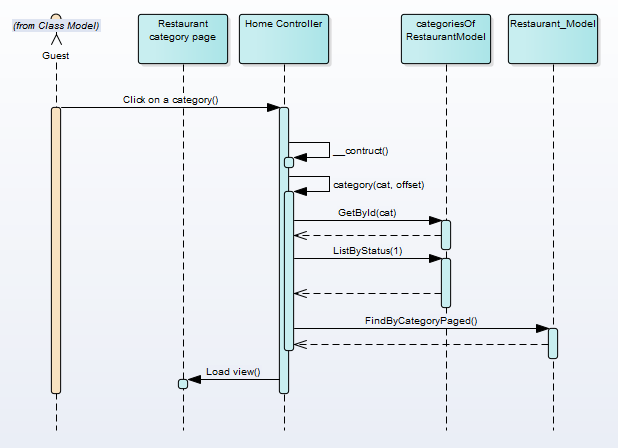 (from Class Model)
Guest
Restaurant
category page
Home Controller
categoriesOf
RestaurantModel
Restaurant_Model
Click on a category()
__contruct()
category(cat, offset)
GetById(cat)
ListByStatus(1)
FindByCategoryPaged()
Load view()